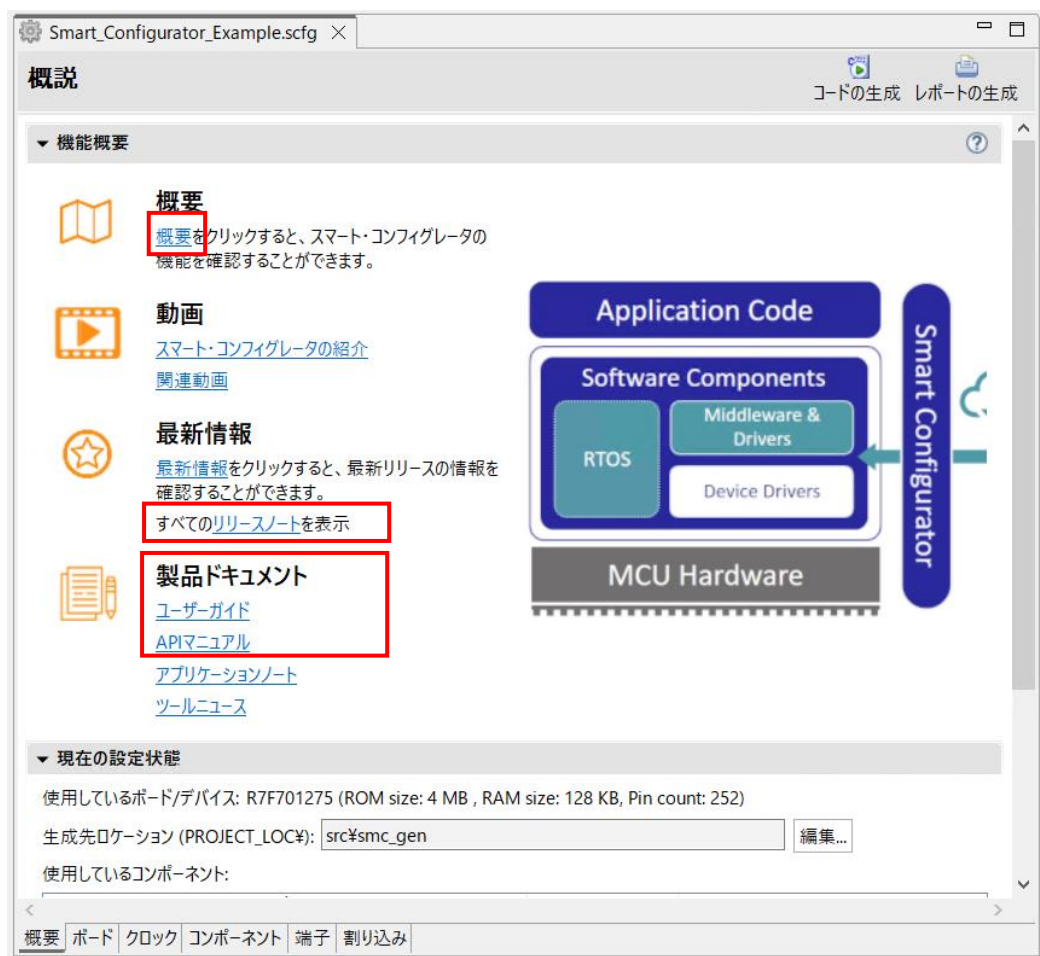 Smart_Configurator_Example.scfg
概説
コードの生成 レポートの生成
機能概要
概要
概要をクリックすると、スマート・コンフィグレータの
機能を確認することができます。
動画
スマート・コンフィグレータの紹介
関連動画
最新情報
最新情報をクリックすると、最新リリースの情報を
確認することができます。
すべてのリリースノートを表示
製品ドキュメント
ユーザーガイド
APIマニュアル
アプリケーションノート
ツールニュース
Application Code
Software Components
RTOS
Middleware &
Drivers
Device Drivers
MCU Hardware
Smart Configurator
現在の設定状態
使用しているボード/デバイス: R7F701275 (ROM size: 4 MB , RAM size: 128 KB, Pin count: 252)
生成先ロケーション (PROJECT_LOC¥): src¥smc_gen 編集...
使用しているコンポーネント:
概要 ボード クロック コンポーネント 端子 割り込み